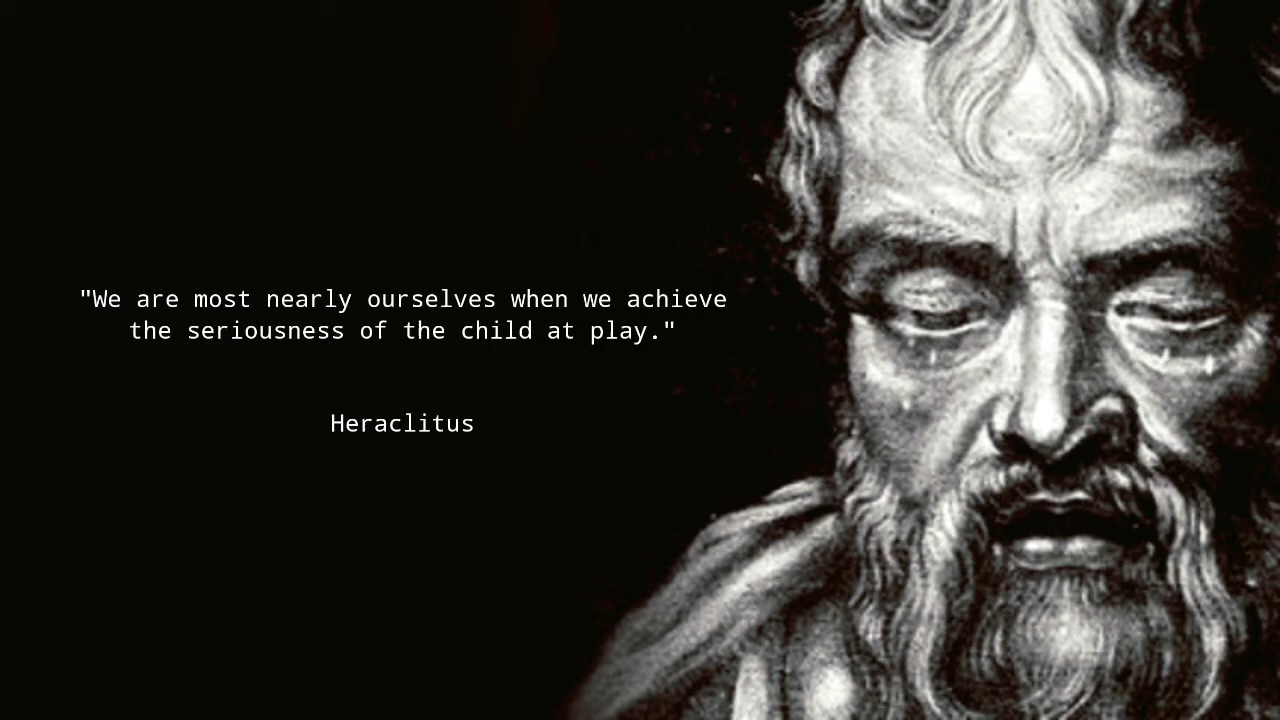 "We are most nearly ourselves when we achieve
the seriousness of the child at play."
Heraclitus